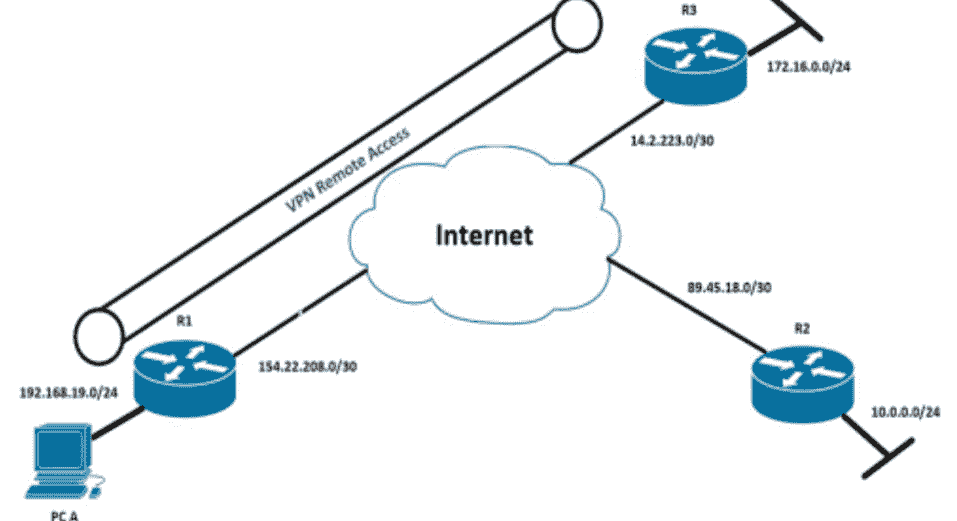 R3
172.16.0.0/24
14.2.223.0/30
VPN Remote Access
Internet
89.45.18.0/30
R1
R2
154.22.208.0/30
192.168.19.0/24
10.0.0.0/24
PC A